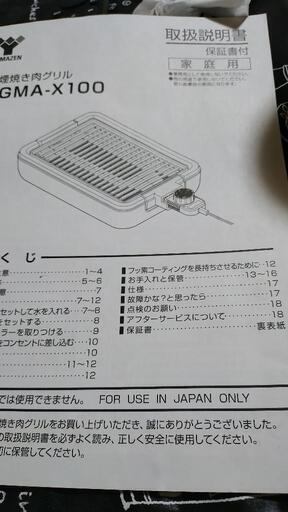 MAZEN
取扱説明書
保証書付
家庭用
煙焼き肉グリル
GMA-X100
くじ
1~4
5~6
7
7~12
セットして水を入れる 7~8
をセットする 8
ラーを取りつける 9
をコンセントに差し込む 10
10
11~12
12
フッ素コーティングを長持ちさせるために 12
お手入れと保管 13~16
仕様 17
故障かな?と思ったら 17
点検のお願い 18
アフターサービスについて 18
保証書 裏表紙
では使用できません。 FOR USE IN JAPAN ONLY
焼き肉グリルをお買い上げいただき、誠にありがとうございました。
の取扱説明書を必ずよく読み、正しく安全に使用してください。
切に保管してください。